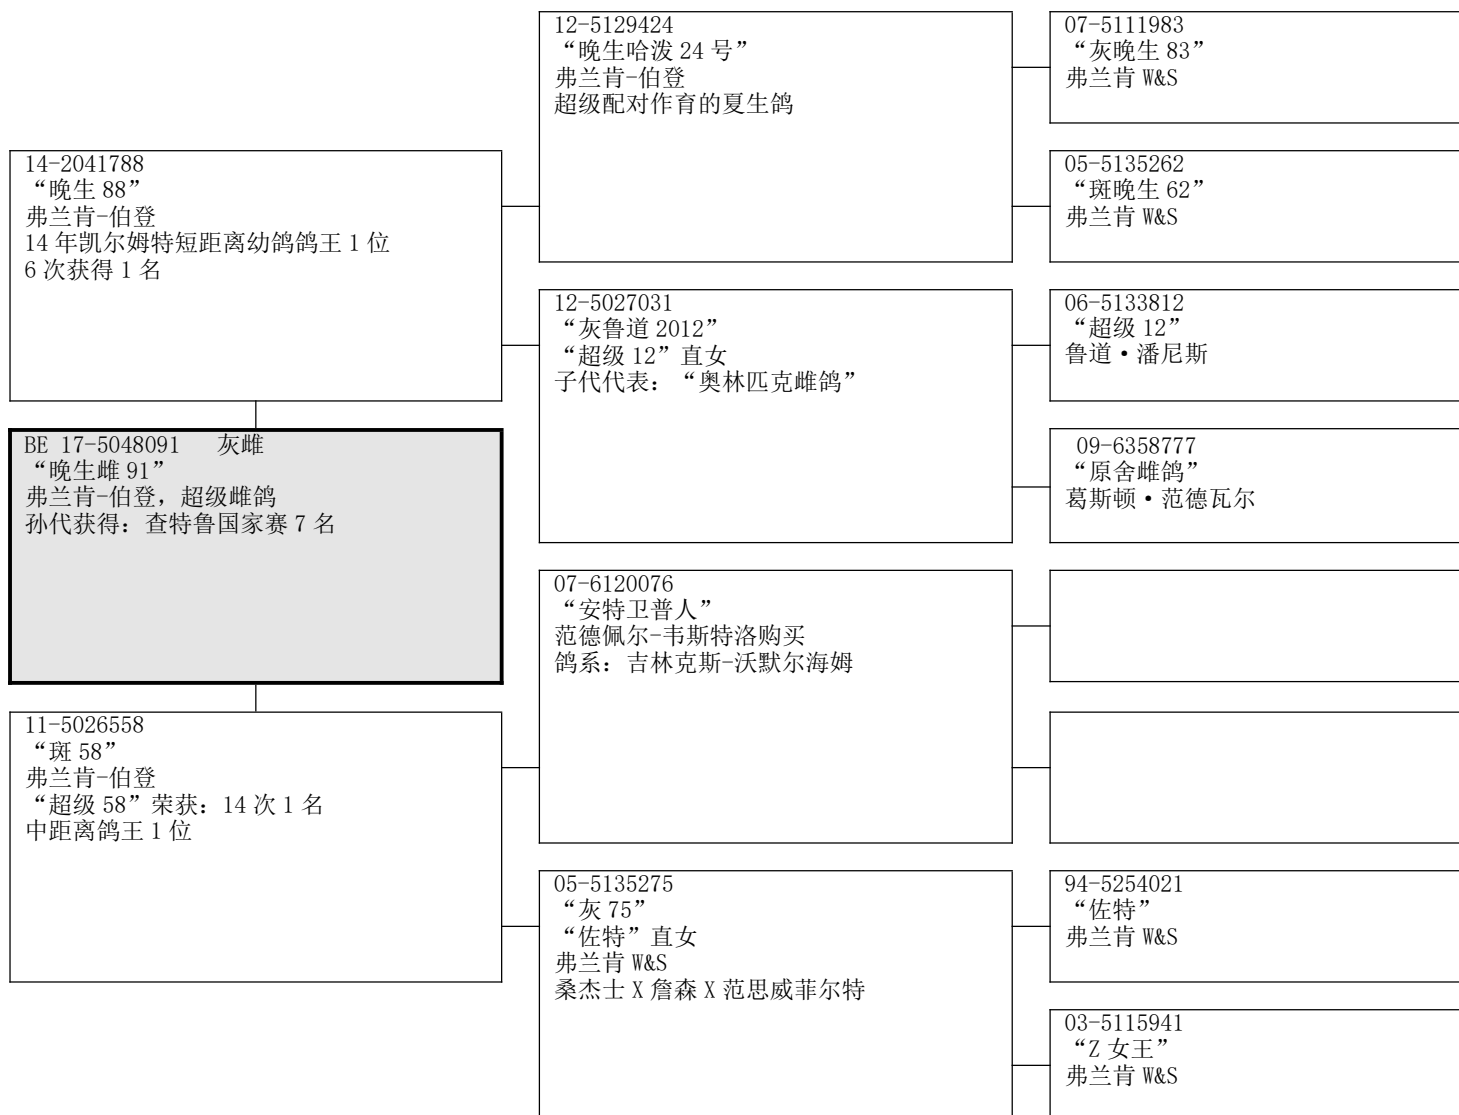 14-2041788
“晚生 88”
弗兰肯-伯登
14 年凯尔姆特短距离幼鸽鸽王 1 位
6 次获得 1 名
BE 17-5048091 灰雌
“晚生雌 91”
弗兰肯-伯登，超级雌鸽
孙代获得：查特鲁国家赛 7 名
11-5026558
“斑 58”
弗兰肯-伯登
“超级 58”荣获：14 次 1 名
中距离鸽王 1 位
12-5129424
“晚生哈泼 24 号”
弗兰肯-伯登
超级配对作育的夏生鸽
12-5027031
“灰鲁道 2012”
“超级 12”直女
子代代表：“奥林匹克雌鸽”
07-6120076
“安特卫普人”
范德佩尔-韦斯特洛购买
鸽系：吉林克斯-沃默尔海姆
05-5135275
“灰 75”
“佐特”直女
弗兰肯 W&S
桑杰士 X 詹森 X 范思威菲尔特
07-5111983
“灰晚生 83”
弗兰肯 W&S
05-5135262
“斑晚生 62”
弗兰肯 W&S
06-5133812
“超级 12”
鲁道•潘尼斯
09-6358777
“原舍雌鸽”
葛斯顿•范德瓦尔
94-5254021
“佐特”
弗兰肯 W&S
03-5115941
“Z 女王”
弗兰肯 W&S